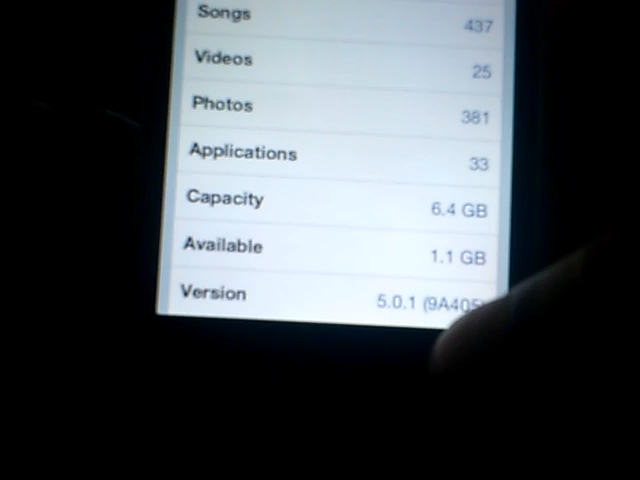 Songs 437
Videos 25
Photos 381
Applications 33
Capacity 6.4 GB
Available 1.1 GB
Version 5.0.1 (9A405)